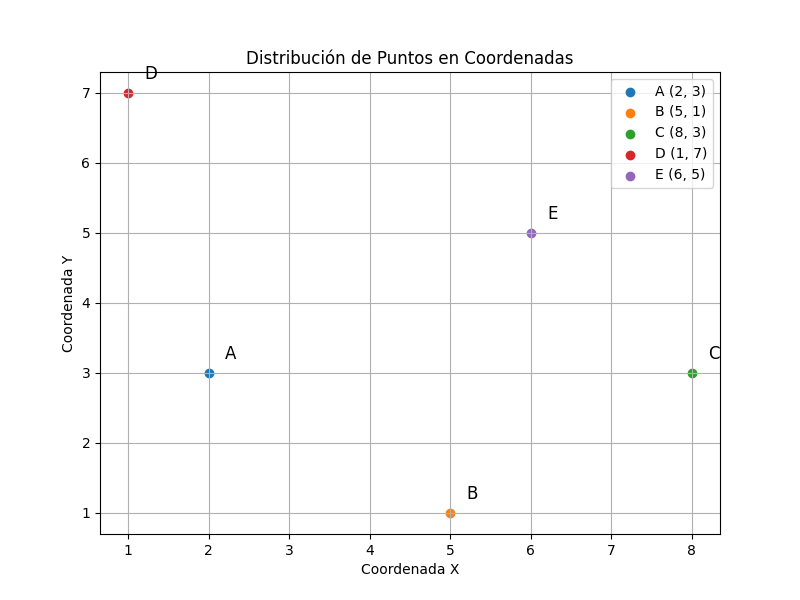 Distribución de Puntos en Coordenadas
D
A (2, 3)
B (5, 1)
C (8, 3)
D (1, 7)
E (6, 5)
E
A
C
B
7
6
5
4
3
2
1
Coordenada Y
1 2 3 4 5 6 7 8
Coordenada X